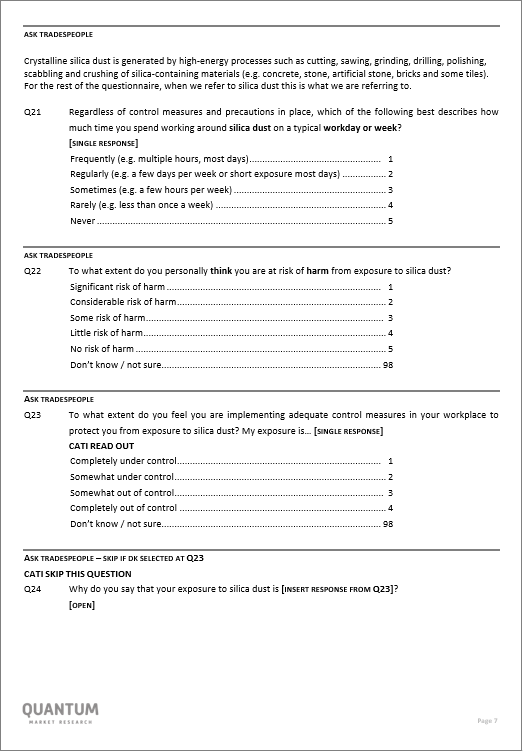 ASK TRADESPEOPLE
Crystalline silica dust is generated by high-energy processes such as cutting, sawing, grinding, drilling, polishing,
scabbling and crushing of silica-containing materials (e.g. concrete, stone, artificial stone, bricks and some tiles).
For the rest of the questionnaire, when we refer to silica dust this is what we are referring to.
Q21 Regardless of control measures and precautions in place, which of the following best describes how
much time you spend working around silica dust on a typical workday or week?
[SINGLE RESPONSE]
Frequently (e.g. multiple hours, most days) 1
Regularly (e.g. a few days per week or short exposure most days) 2
Sometimes (e.g. a few hours per week) 3
Rarely (e.g. less than once a week) 4
Never 5
ASK TRADESPEOPLE
Q22 To what extent do you personally think you are at risk of harm from exposure to silica dust?
Significant risk of harm 1
Considerable risk of harm 2
Some risk of harm 3
Little risk of harm 4
No risk of harm 5
Don't know / not sure 98
ASK TRADESPEOPLE
Q23 To what extent do you feel you are implementing adequate control measures in your workplace to
protect you from exposure to silica dust? My exposure is... [SINGLE RESPONSE]
CATI READ OUT
Completely under control 1
Somewhat under control 2
Somewhat out of control 3
Completely out of control 4
Don't know / not sure 98
ASK TRADESPEOPLE – SKIP IF DK SELECTED AT Q23
CATI SKIP THIS QUESTION
Q24 Why do you say that your exposure to silica dust is [INSERT RESPONSE FROM Q23]?
[OPEN]
QUANTUM
MARKET RESEARCH
Page 7